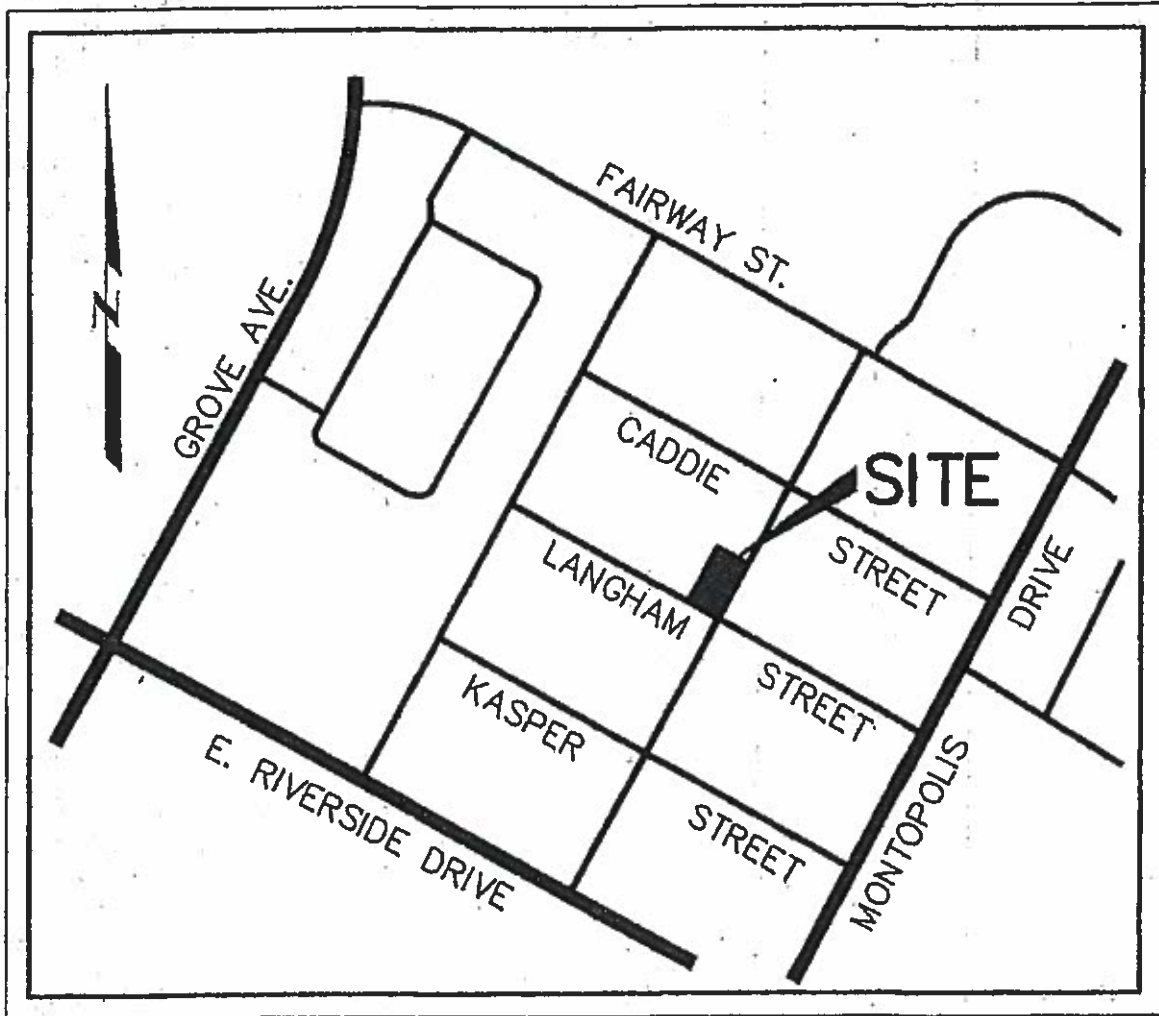 FAIRWAY ST.
GROVE AVE.
CADDIE
STREET
SITE
LANGHAM
STREET
DRIVE
KASPER
STREET
MONTOPOLIS
E. RIVERSIDE DRIVE
N